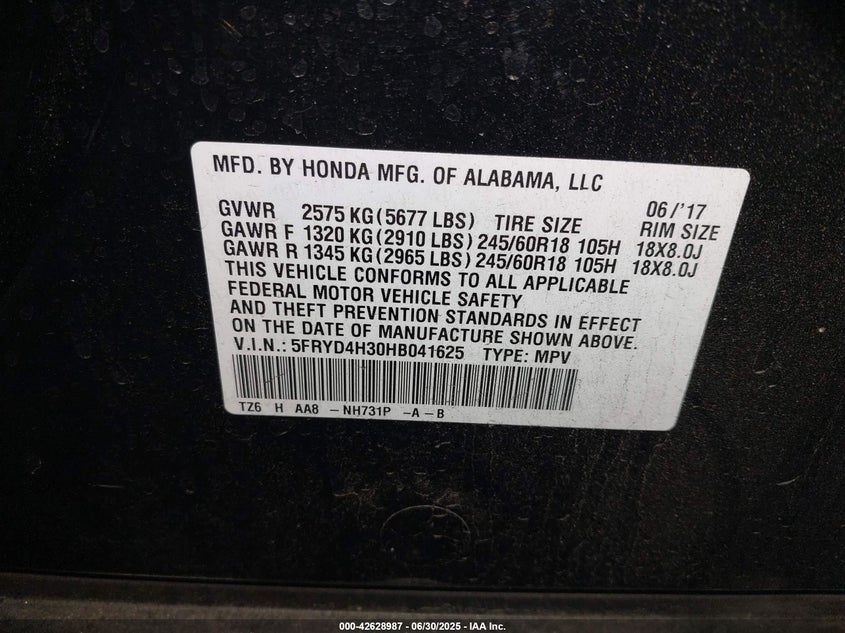 MFD. BY HONDA MFG. OF ALABAMA, LLC
06/'17
GVWR 2575 KG(5677 LBS) TIRE SIZE RIM SIZE
GAWR F 1320 KG(2910 LBS) 245/60R18 105H 18X8.0J
GAWR R 1345 KG(2965 LBS) 245/60R18 105H 18X8.0J
THIS VEHICLE CONFORMS TO ALL APPLICABLE
FEDERAL MOTOR VEHICLE SAFETY
AND THEFT PREVENTION STANDARDS IN EFFECT
ON THE DATE OF MANUFACTURE SHOWN ABOVE.
V.I.N.: 5FRYD4H30HB041625 TYPE: MPV
TZ6 H AA8 -NH731P -A-B
000-42628987 - 06/30/2025 - IAA Inc.